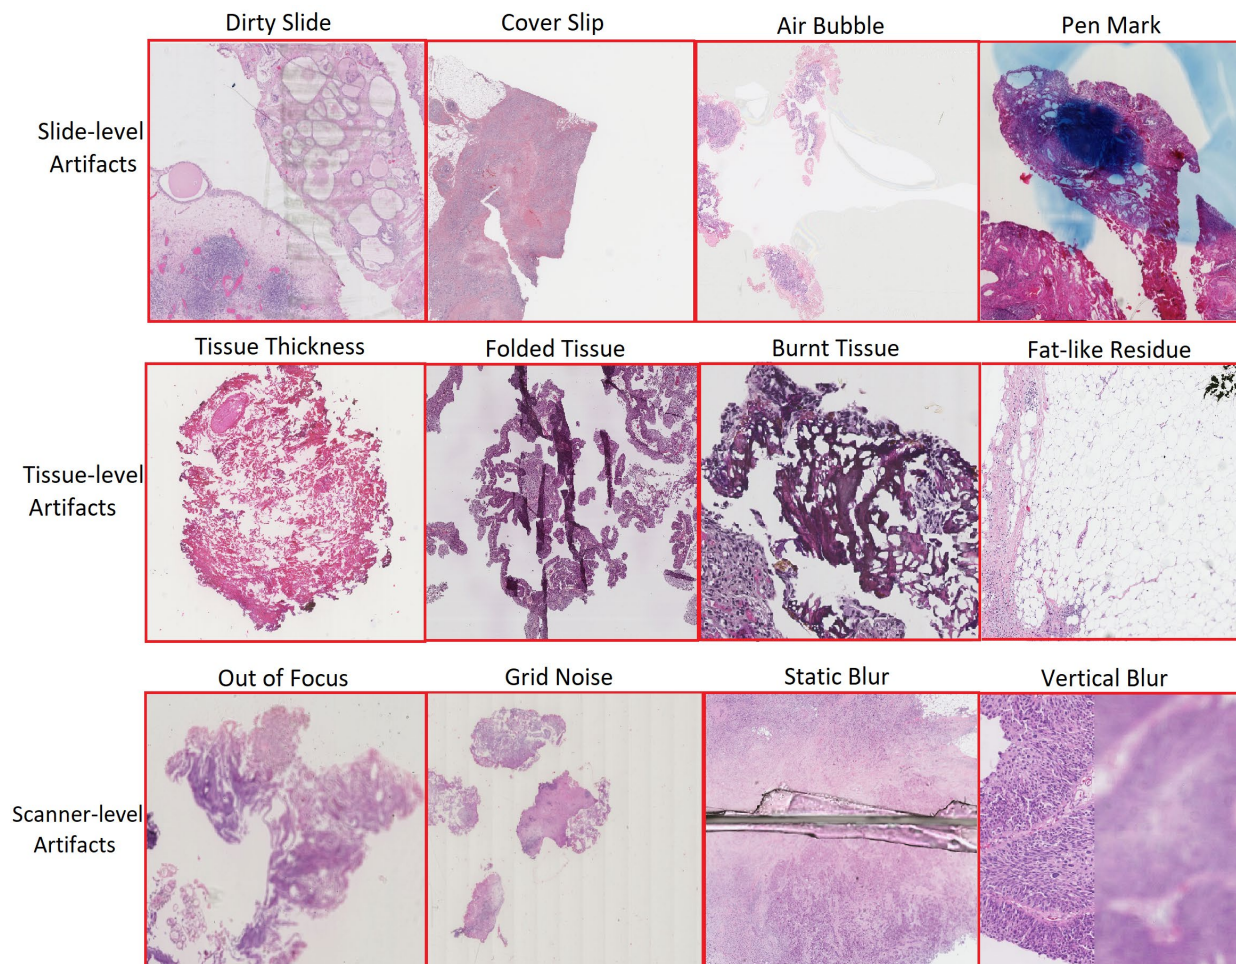 Dirty Slide
Cover Slip
Air Bubble
Pen Mark
Slide-level
Artifacts
Tissue Thickness
Folded Tissue
Burnt Tissue
Fat-like Residue
Tissue-level
Artifacts
Out of Focus
Grid Noise
Static Blur
Vertical Blur
Scanner-level
Artifacts